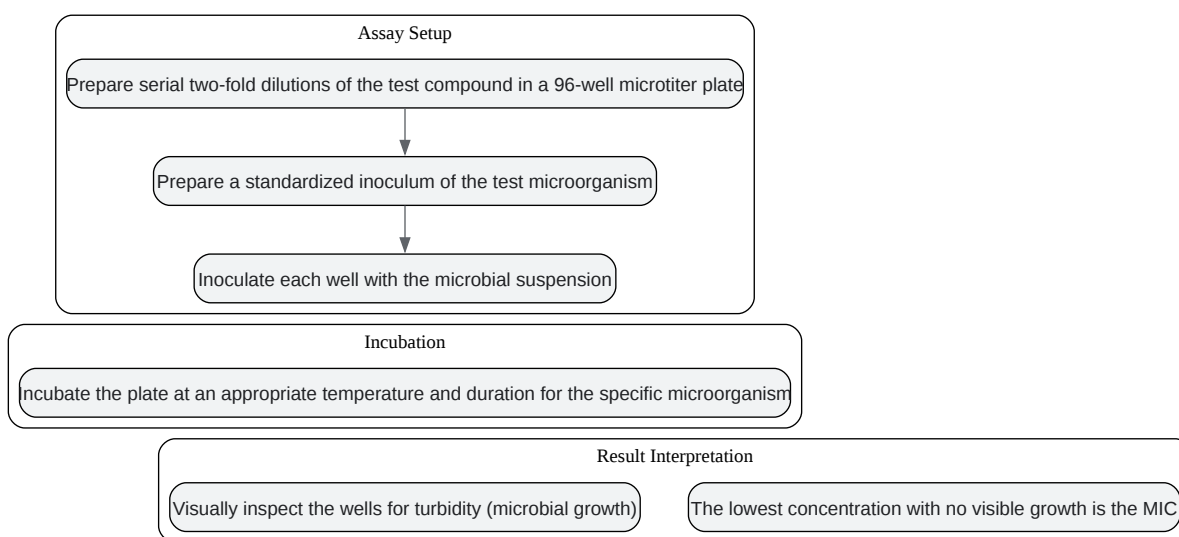 Assay Setup
Prepare serial two-fold dilutions of the test compound in a 96-well microtiter plate
Prepare a standardized inoculum of the test microorganism
Inoculate each well with the microbial suspension
Incubation
Incubate the plate at an appropriate temperature and duration for the specific microorganism
Result Interpretation
Visually inspect the wells for turbidity (microbial growth)
The lowest concentration with no visible growth is the MIC